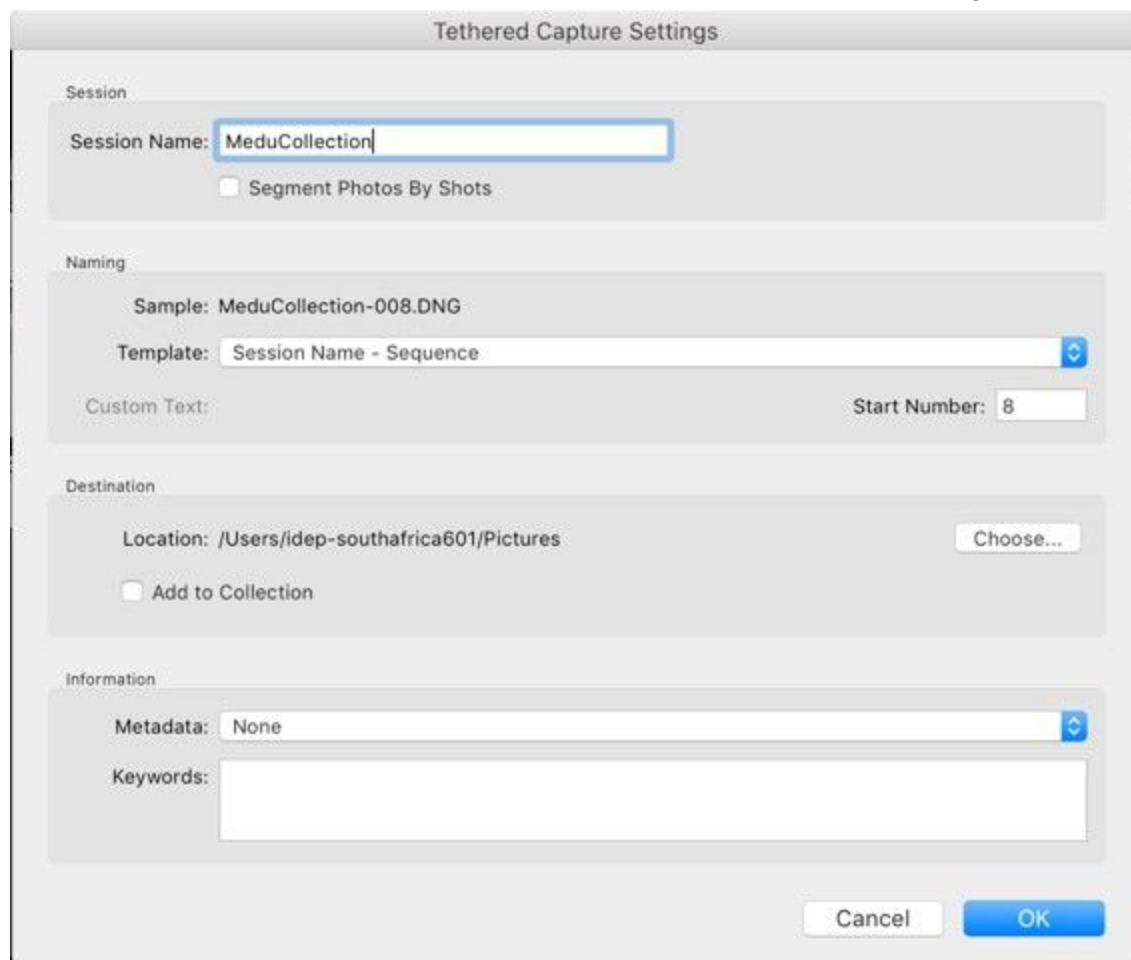 Tethered Capture Settings
Session
Session Name: MeduCollection
Segment Photos By Shots
Naming
Sample: MeduCollection-008.DNG
Template: Session Name - Sequence
Custom Text: Start Number: 8
Destination
Location: /Users/idep-southafrica601/Pictures Choose...
Add to Collection
Information
Metadata: None
Keywords:
Cancel OK